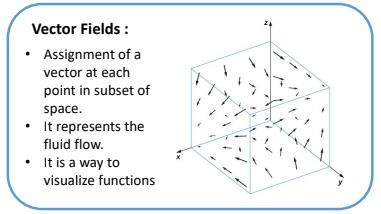 Vector Fields :
• Assignment of a
vector at each
point in subset of
space.
• It represents the
fluid flow.
• It is a way to
visualize functions
z
x
y